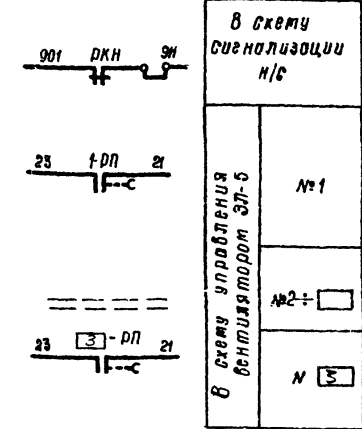 901 РКН 911
В схему
сигнализации
н/с
23 1-РП 21
С
В схему управления
вентилятором ЭЛ-5
№1
№2÷
3 -РП
23 21
С
N 3